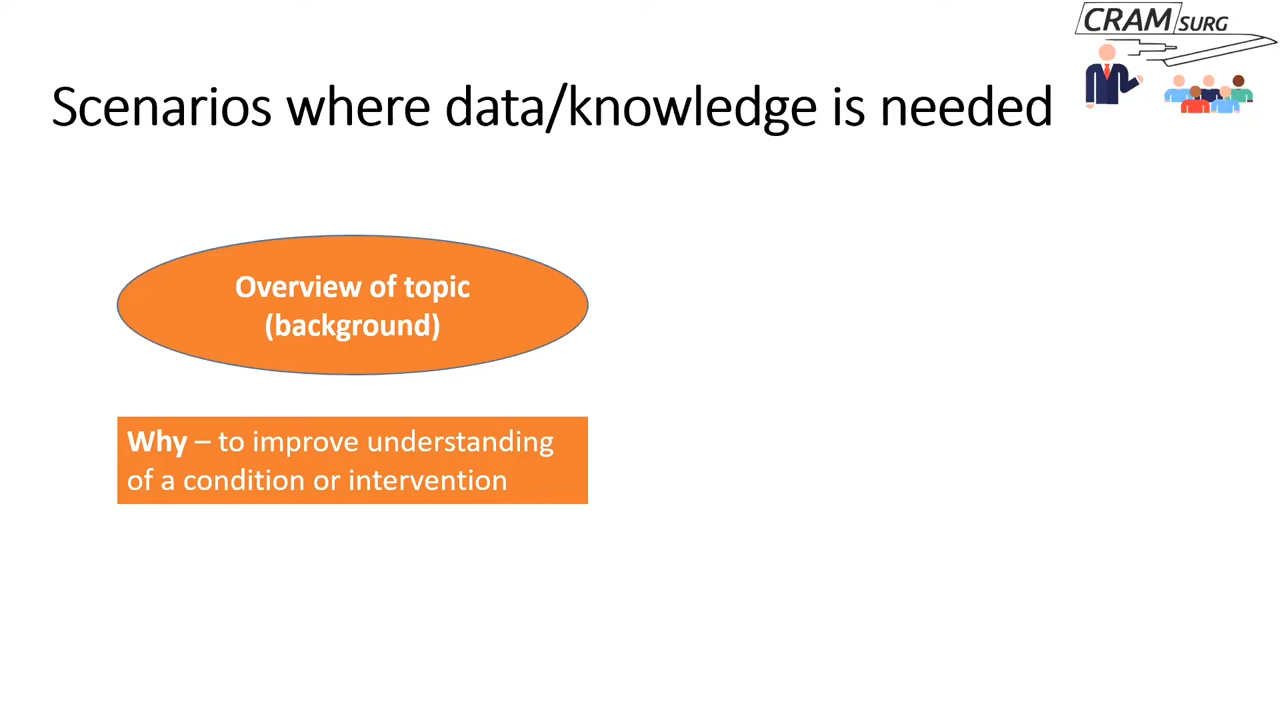 CRAM SURG
Scenarios where data/knowledge is needed
Overview of topic
(background)
Why – to improve understanding
of a condition or intervention